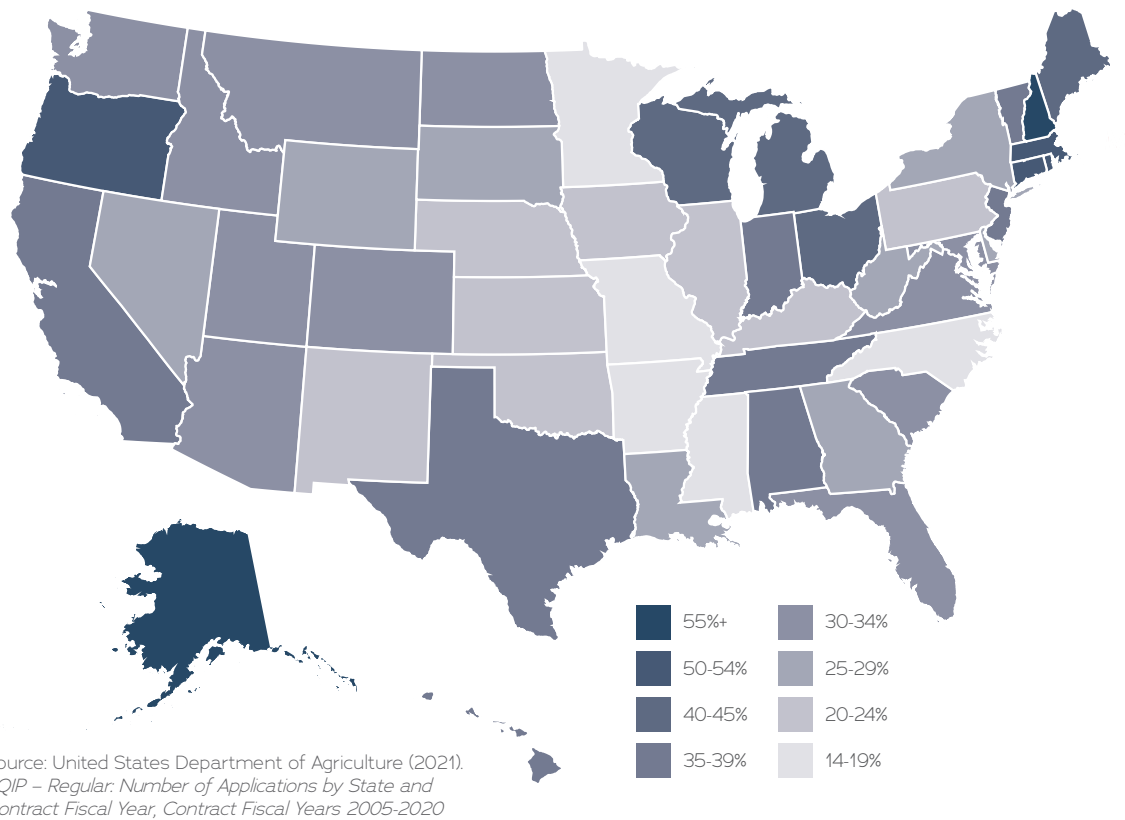 55%+
50-54%
40-45%
35-39%
30-34%
25-29%
20-24%
14-19%
ource: United States Department of Agriculture (2021).
QIP – Regular: Number of Applications by State and
ontract Fiscal Year, Contract Fiscal Years 2005-2020